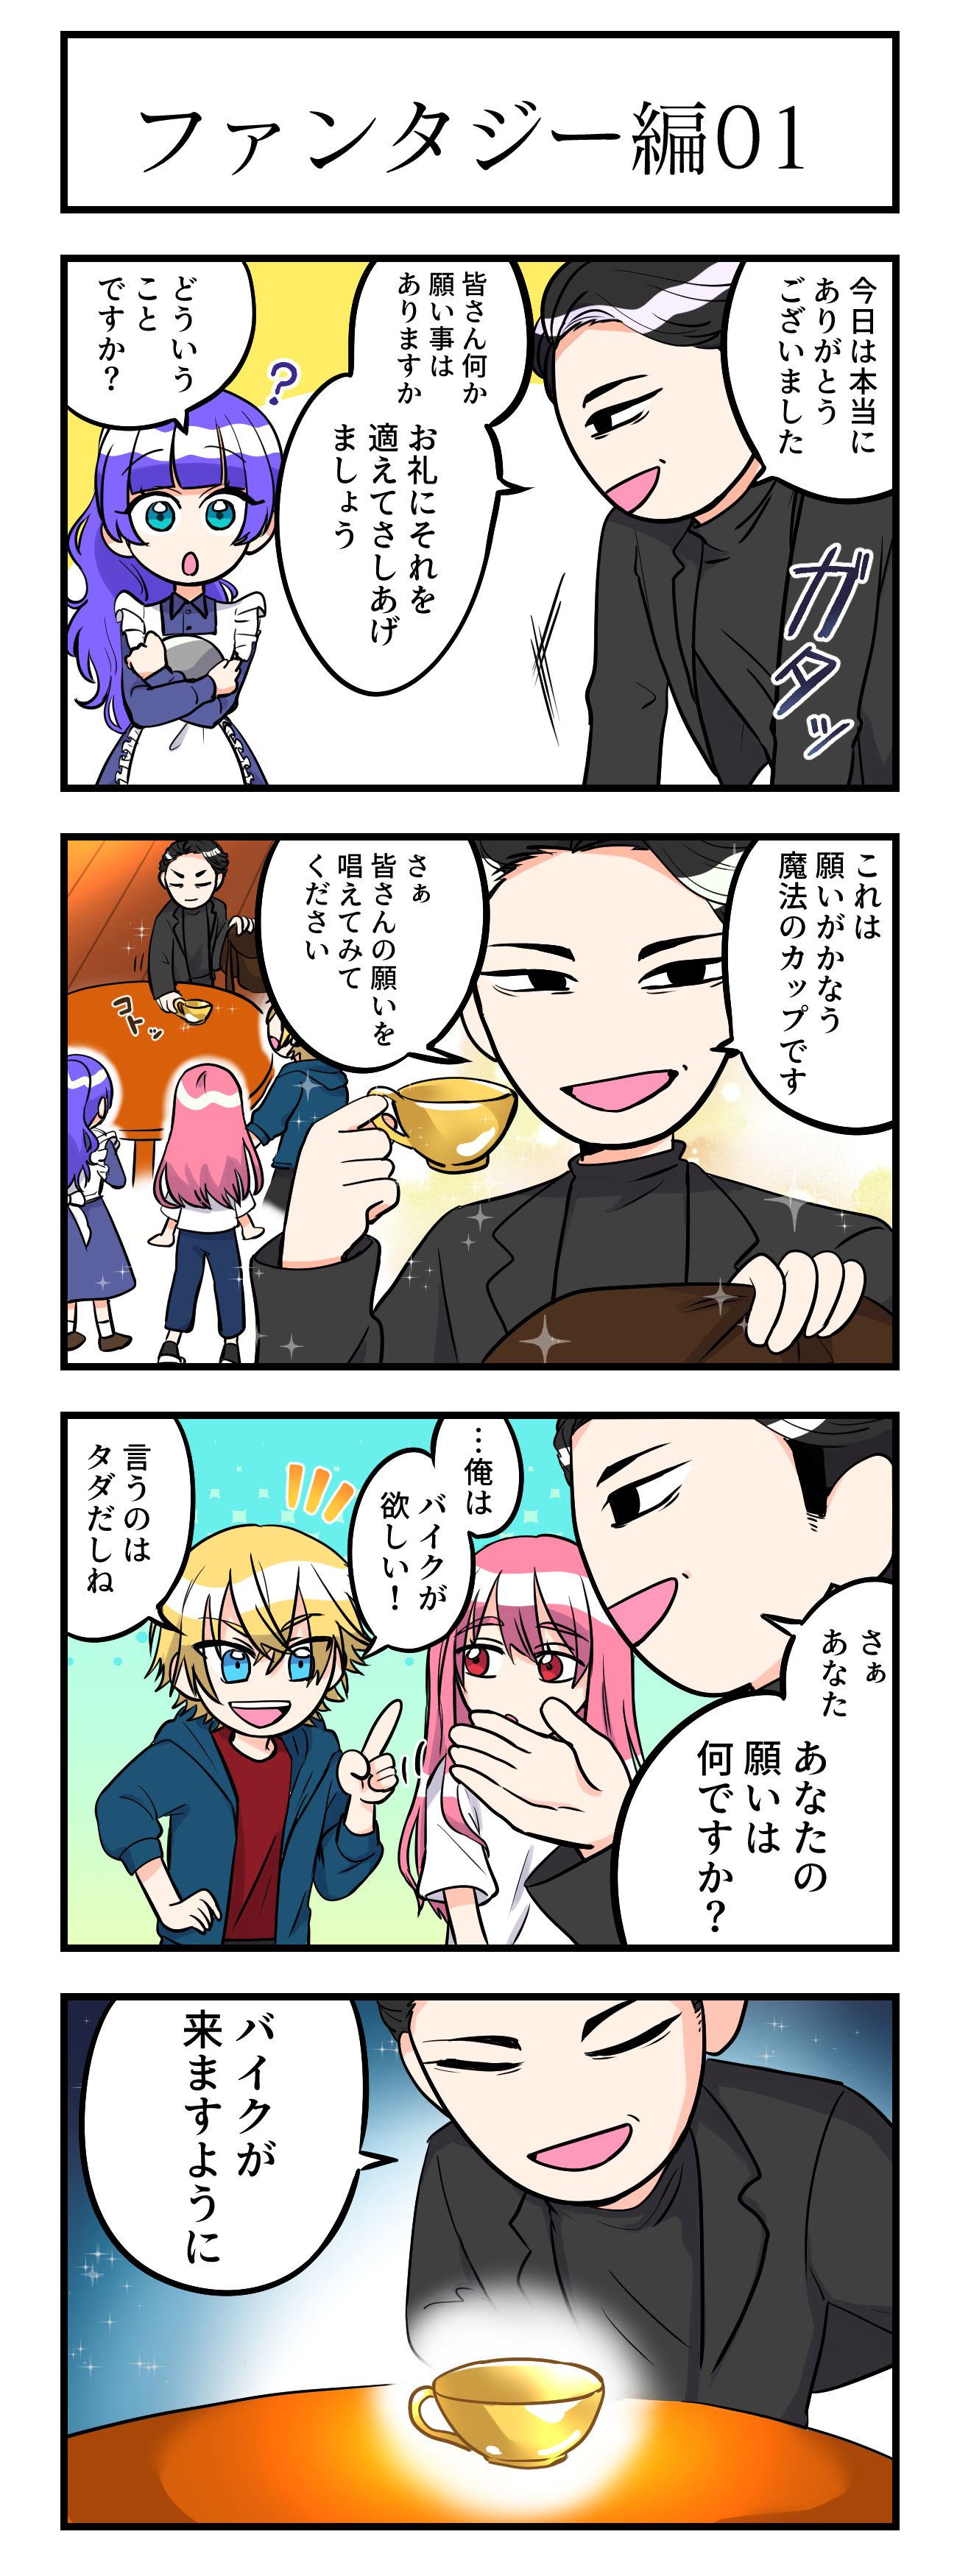 ファンタジー編01
今日は本当に
ありがとう
ございました
ガタッ
皆さん何か
願い事は
ありますか
お礼にそれを
適えてさしあげ
ましょう
?
どういう
こと
ですか?
これは
願いがかなう
魔法のカップです
さぁ
皆さんの願いを
唱えてみて
ください
コトッ
さぁ
あなた
あなたの
願いは
何ですか?
…俺は
バイクが
欲しい!
言うのは
タダだしね
バイクが
来ますように